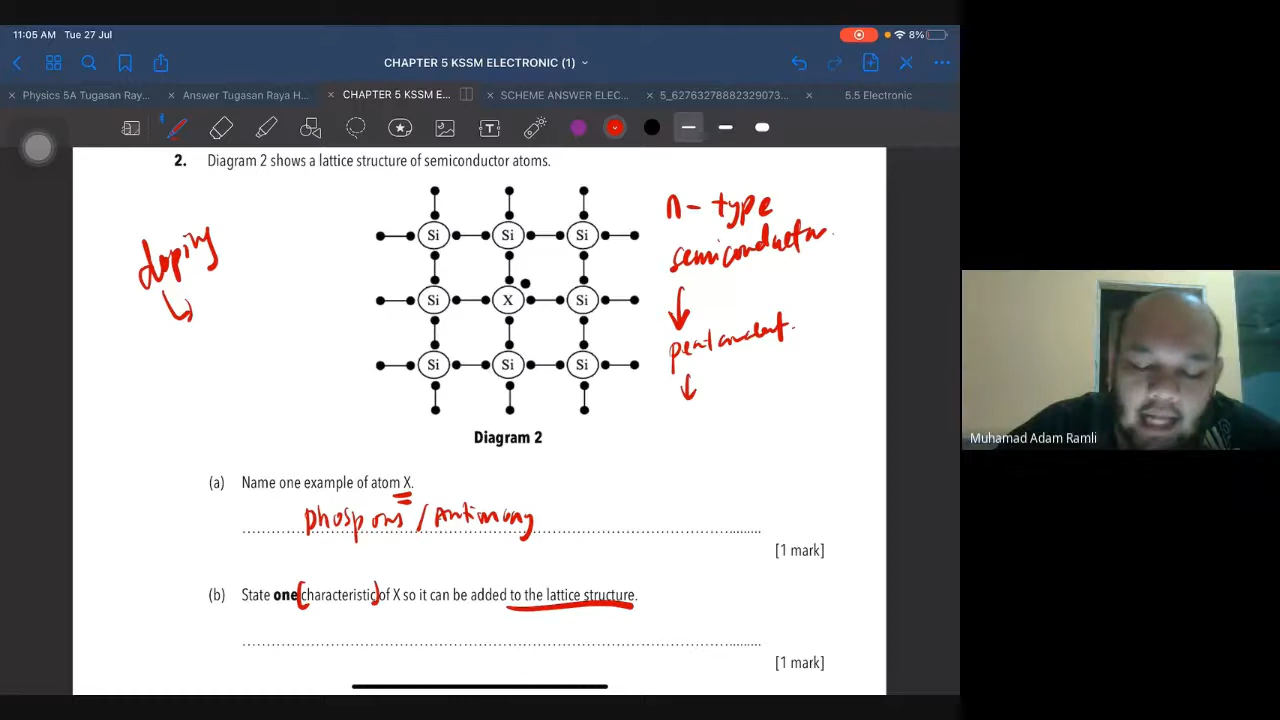 11:05 AM Tue 27 Jul
8%
CHAPTER 5 KSSM ELECTRONIC (1)
Physics 5A Tugasan Ray...
Answer Tugasan Raya H...
CHAPTER 5 KSSM E...
SCHEME ANSWER ELEC...
5_62763278882329073...
5.5 Electronic
2. Diagram 2 shows a lattice structure of semiconductor atoms.
doping
n-type
semiconductor
Si Si Si
Si X Si
Si Si Si
Diagram 2
(a) Name one example of atom X.
/ Antimony
[1 mark]
(b) State one characteristic of X so it can be added to the lattice structure.
[1 mark]
Muhamad Adam Ramli